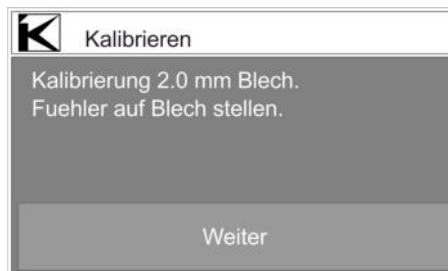 Kalibrieren
Kalibrierung 2.0 mm Blech.
Fuehler auf Blech stellen.
Weiter